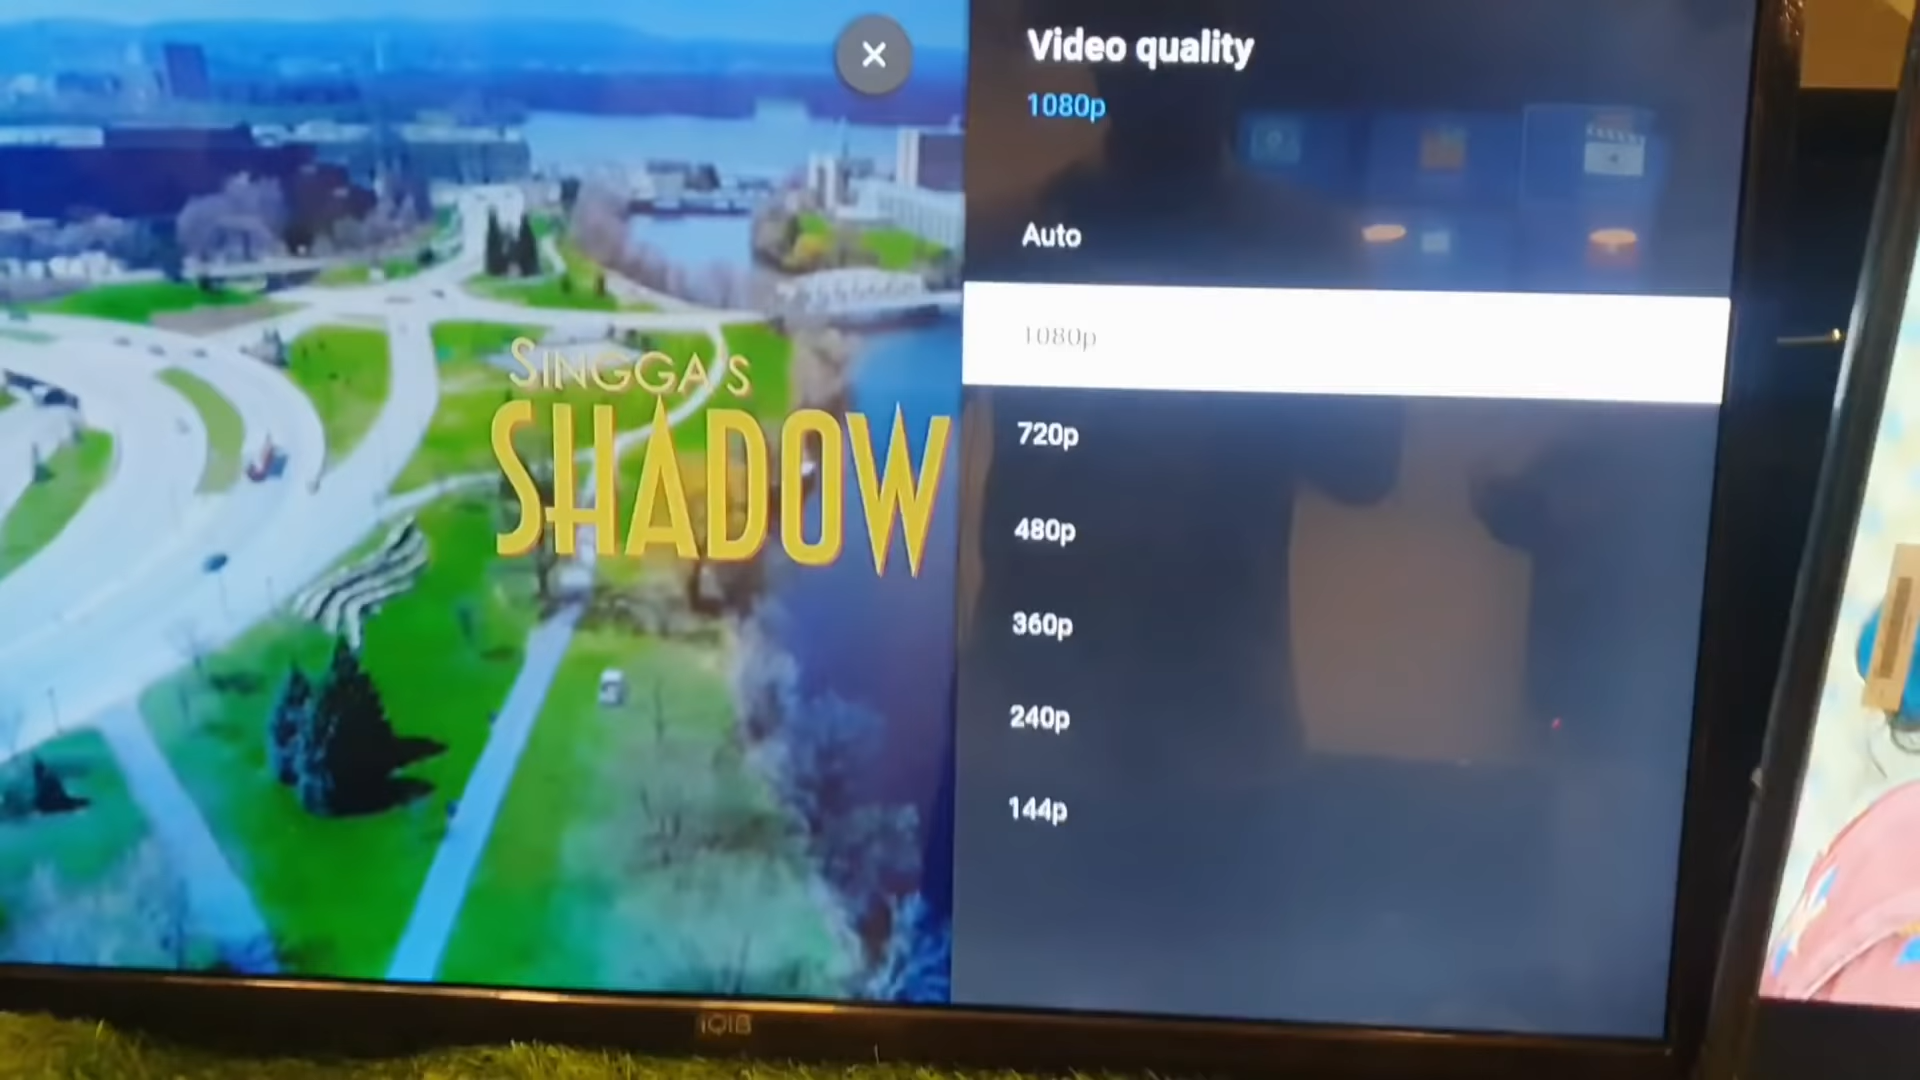 Video quality
1080p
Auto
1080p
720p
480p
360p
240p
144p
SINGGA'S
SHADOW